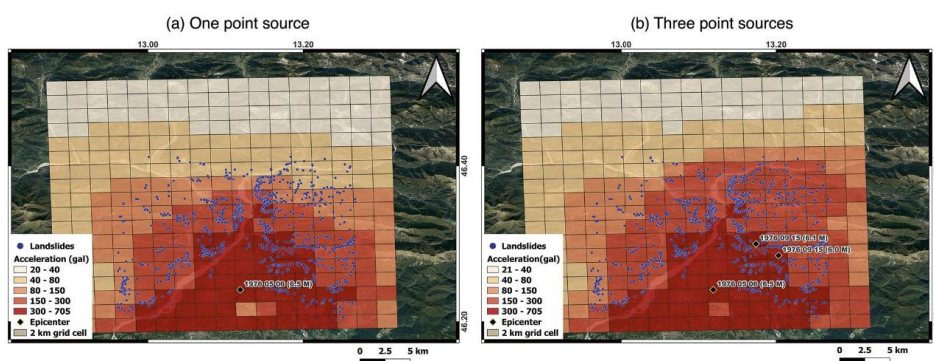 (a) One point source
13.00
13.20
46.40
46.20
1976 05 06 (6.5 M)
Landslides
Acceleration (gal)
20 - 40
40 - 80
80 - 150
150 - 300
300 - 705
Epicenter
2 km grid cell
0 2.5 5 km
(b) Three point sources
13.00
13.20
1976 09 15 (6.1 M)
1976 09 15 (6.0 M)
1976 05 06 (6.5 M)
Landslides
Acceleration(gal)
21 - 40
40 - 80
80 - 150
150 - 300
300 - 705
Epicenter
2 km grid cell
0 2.5 5 km